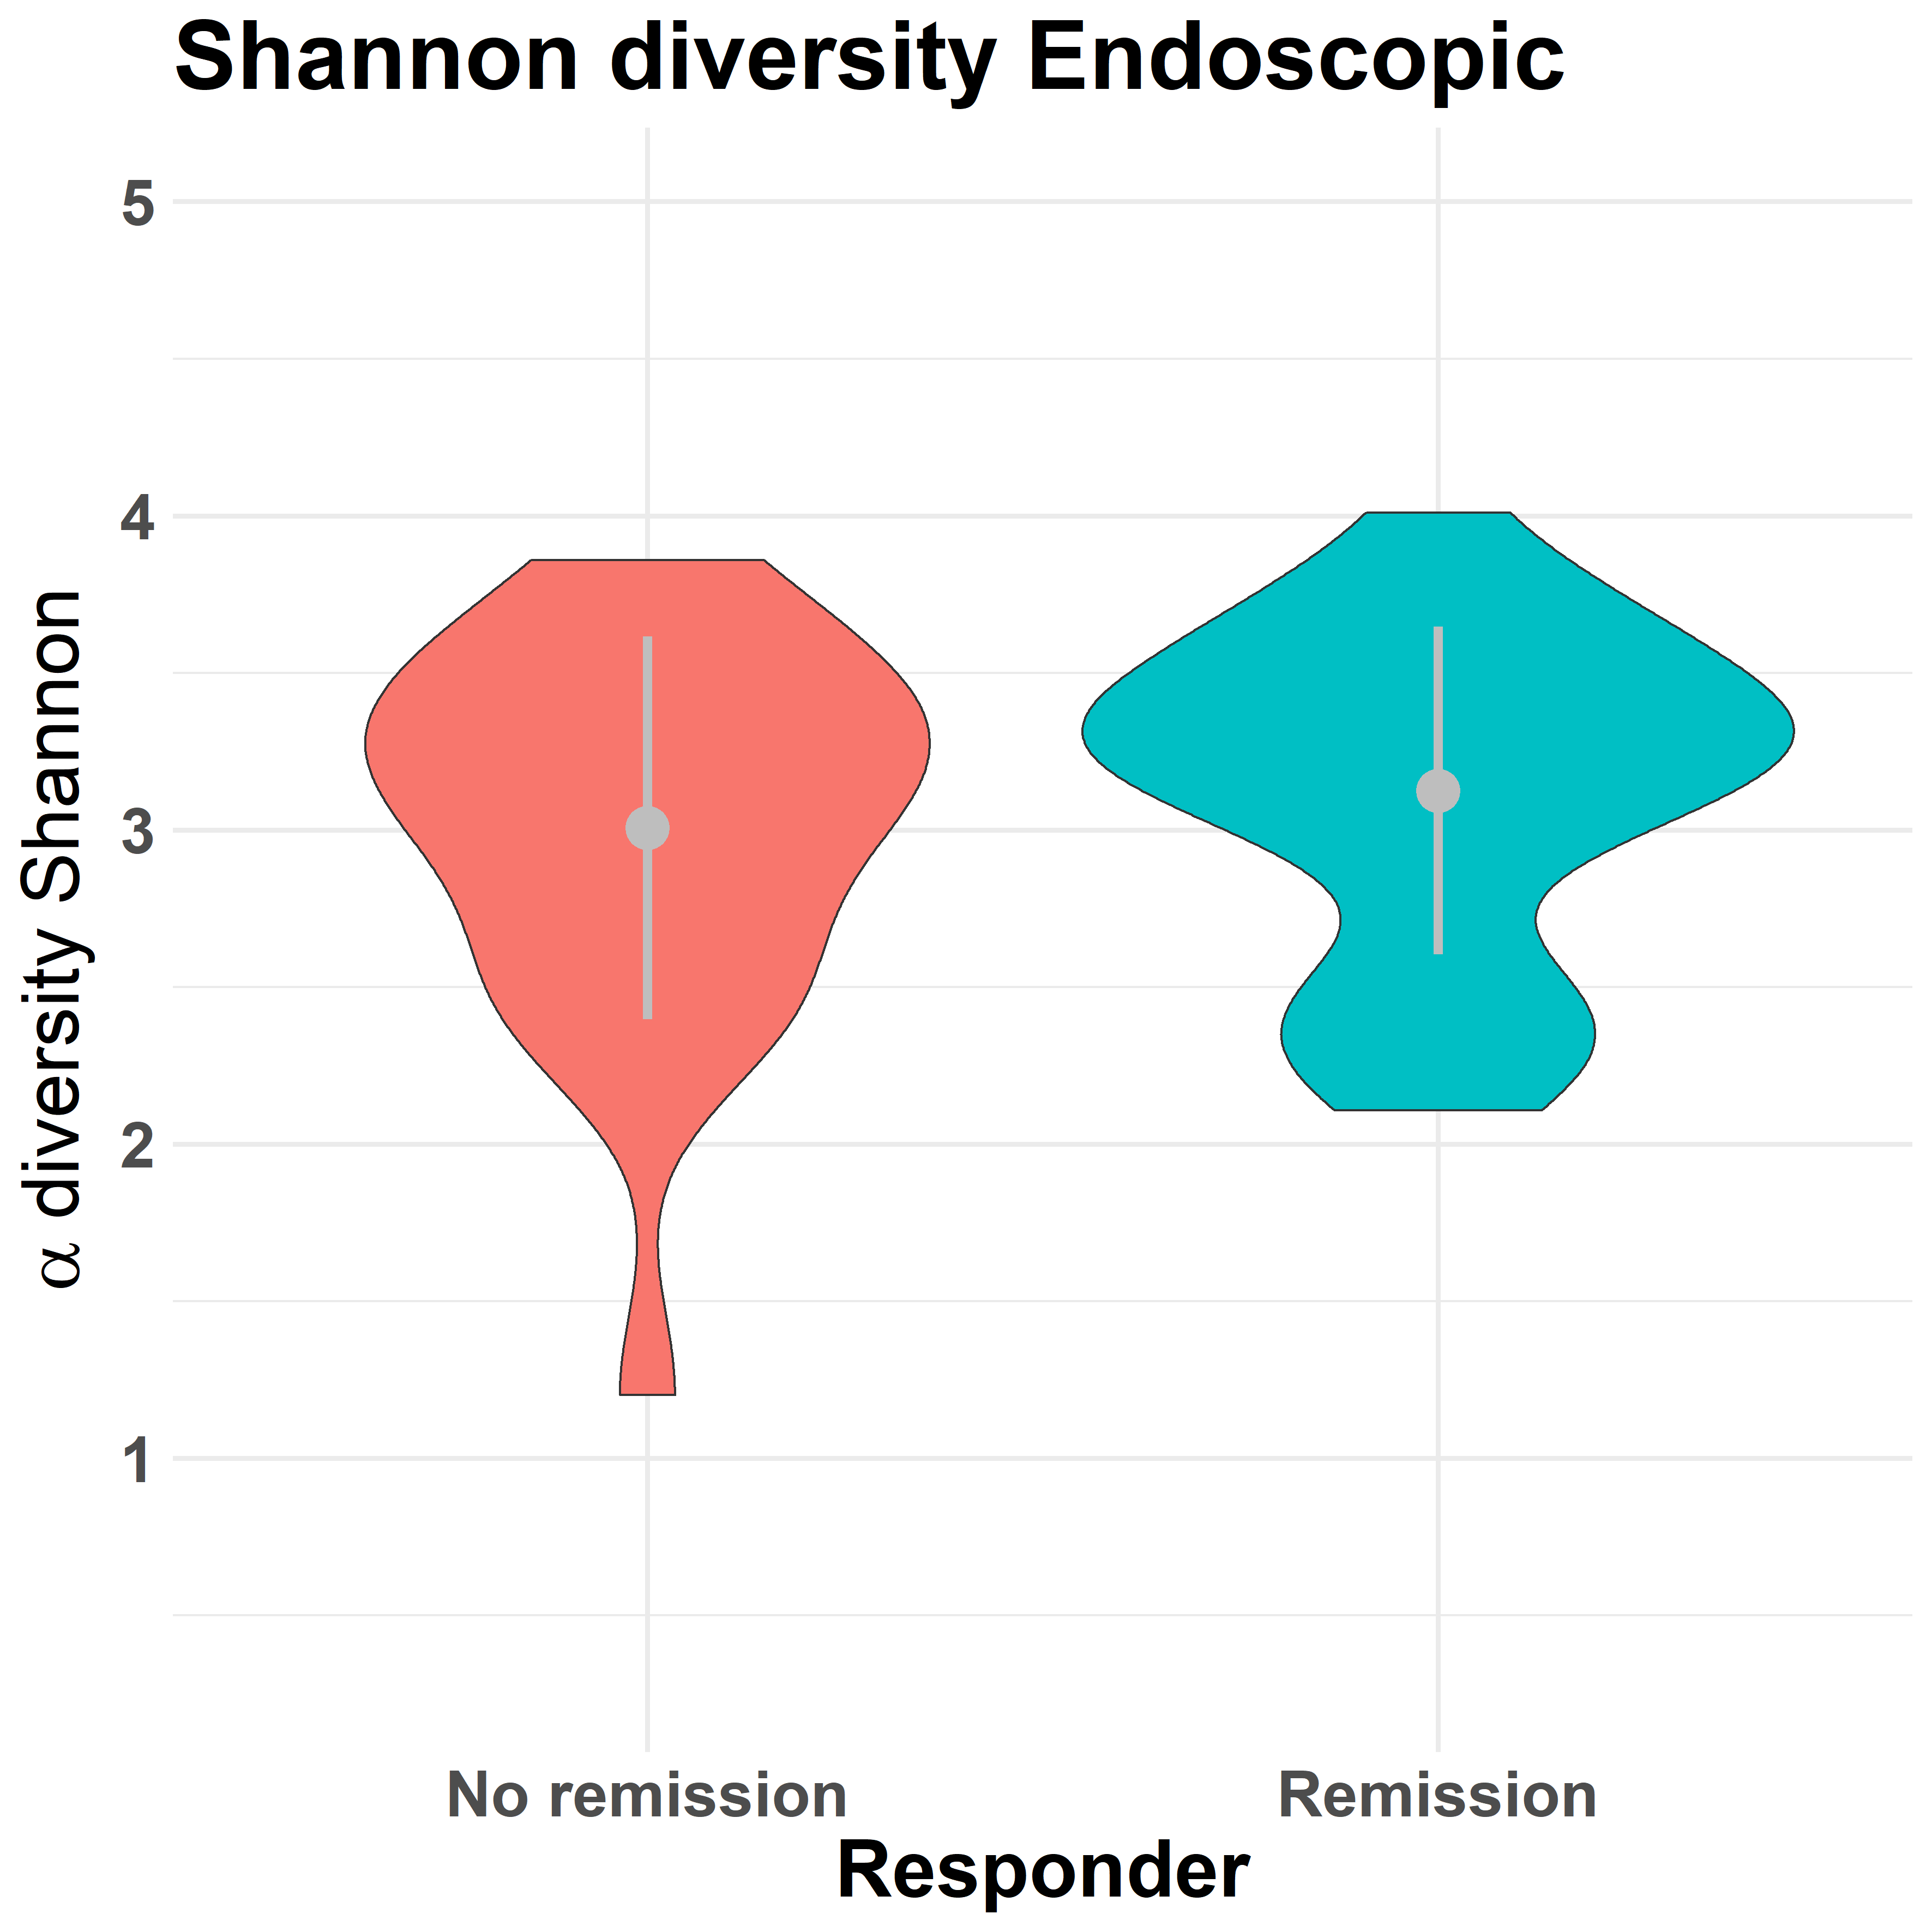 Shannon diversity Endoscopic
5
4
3
2
1
α diversity Shannon
No remission
Remission
Responder